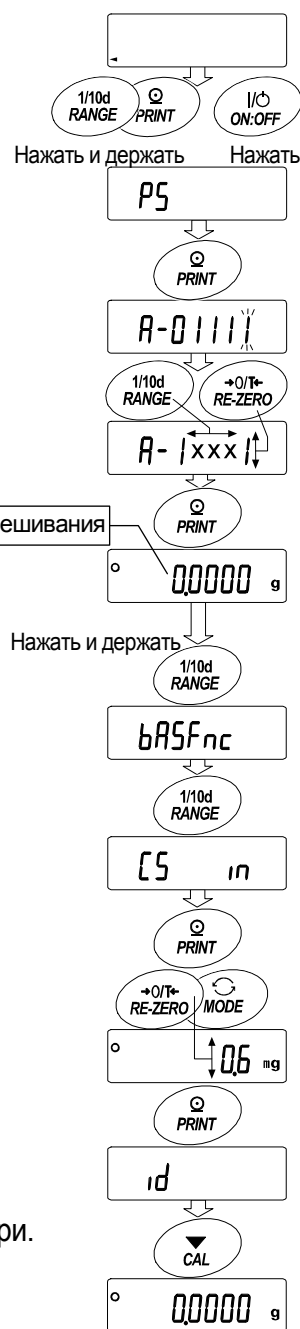 1/10d
RANGE
PRINT
I/⏻
ON:OFF
Нажать и держать Нажать
PS
PRINT
A-01111
1/10d
RANGE
→0/T←
RE-ZERO
A-1xxx1
PRINT
ешивания
0.0000 g
Нажать и держать
1/10d
RANGE
bASFnc
1/10d
RANGE
CS in
PRINT
→0/T←
RE-ZERO
MODE
0.6 mg
PRINT
id
ри.
CAL
0.0000 g